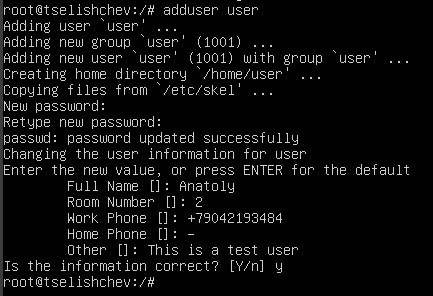 root@tselishchev:/# adduser user
Adding user `user' ...
Adding new group `user' (1001) ...
Adding new user `user' (1001) with group `user' ...
Creating home directory `/home/user' ...
Copying files from `/etc/skel' ...
New password:
Retype new password:
passwd: password updated successfully
Changing the user information for user
Enter the new value, or press ENTER for the default
Full Name []: Anatoly
Room Number []: 2
Work Phone []: +79042193484
Home Phone []: -
Other []: This is a test user
Is the information correct? [Y/n] y
root@tselishchev:/#